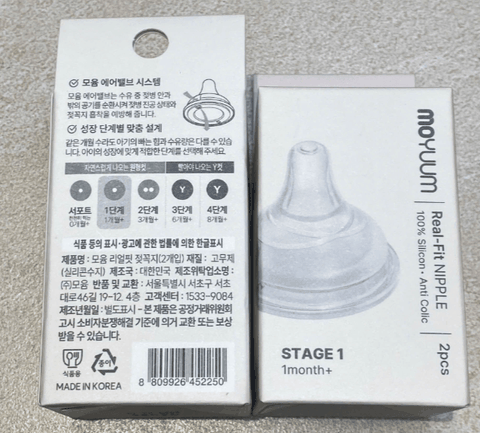 모윰 에어밸브 시스템
모윰 에어밸브는 수유 중 젖병 안과
밖의 공기를 순환시켜 젖병 진공 상태와
젖꼭지 흡착을 이방해 줍니다.
성장 단계별 맞춤 설계
같은 개월 수라도 아기의 빠는 힘과 수유량은 다를 수 있습
니다. 아이의 성장에 맞게 적합한 단계를 선택해 주세요.
자연스럽게 나오는 원형컷
빨아야 나오는 Y컷
서포트
0개월+
1단계
1개월+
2단계
3개월+
Y
3단계
6개월+
Y
4단계
8개월+
식품 등의 표시·광고에 관한 법률에 의한 한글표시
제품명 : 모윰 리얼핏 젖꼭지(2개입) 재질 : 고무제
(실리콘수지) 제조국 : 대한민국 제조위탁업소명 :
(주)모윰 반품 및 교환 : 서울특별시 서초구 서초
대로46길 19-12, 4층 고객센터 : 1533-9084
제조년월일 : 별도표시 - 본 제품은 공정거래위원회
고시 소비자분쟁해결 기준에 의거 교환 또는 보상
받을 수 있습니다.
식품용
종이
MADE IN KOREA
8 809926 452250
moyuum
Real-Fit NIPPLE
100% Silicon • Anti Colic
2pcs
STAGE 1
1month+